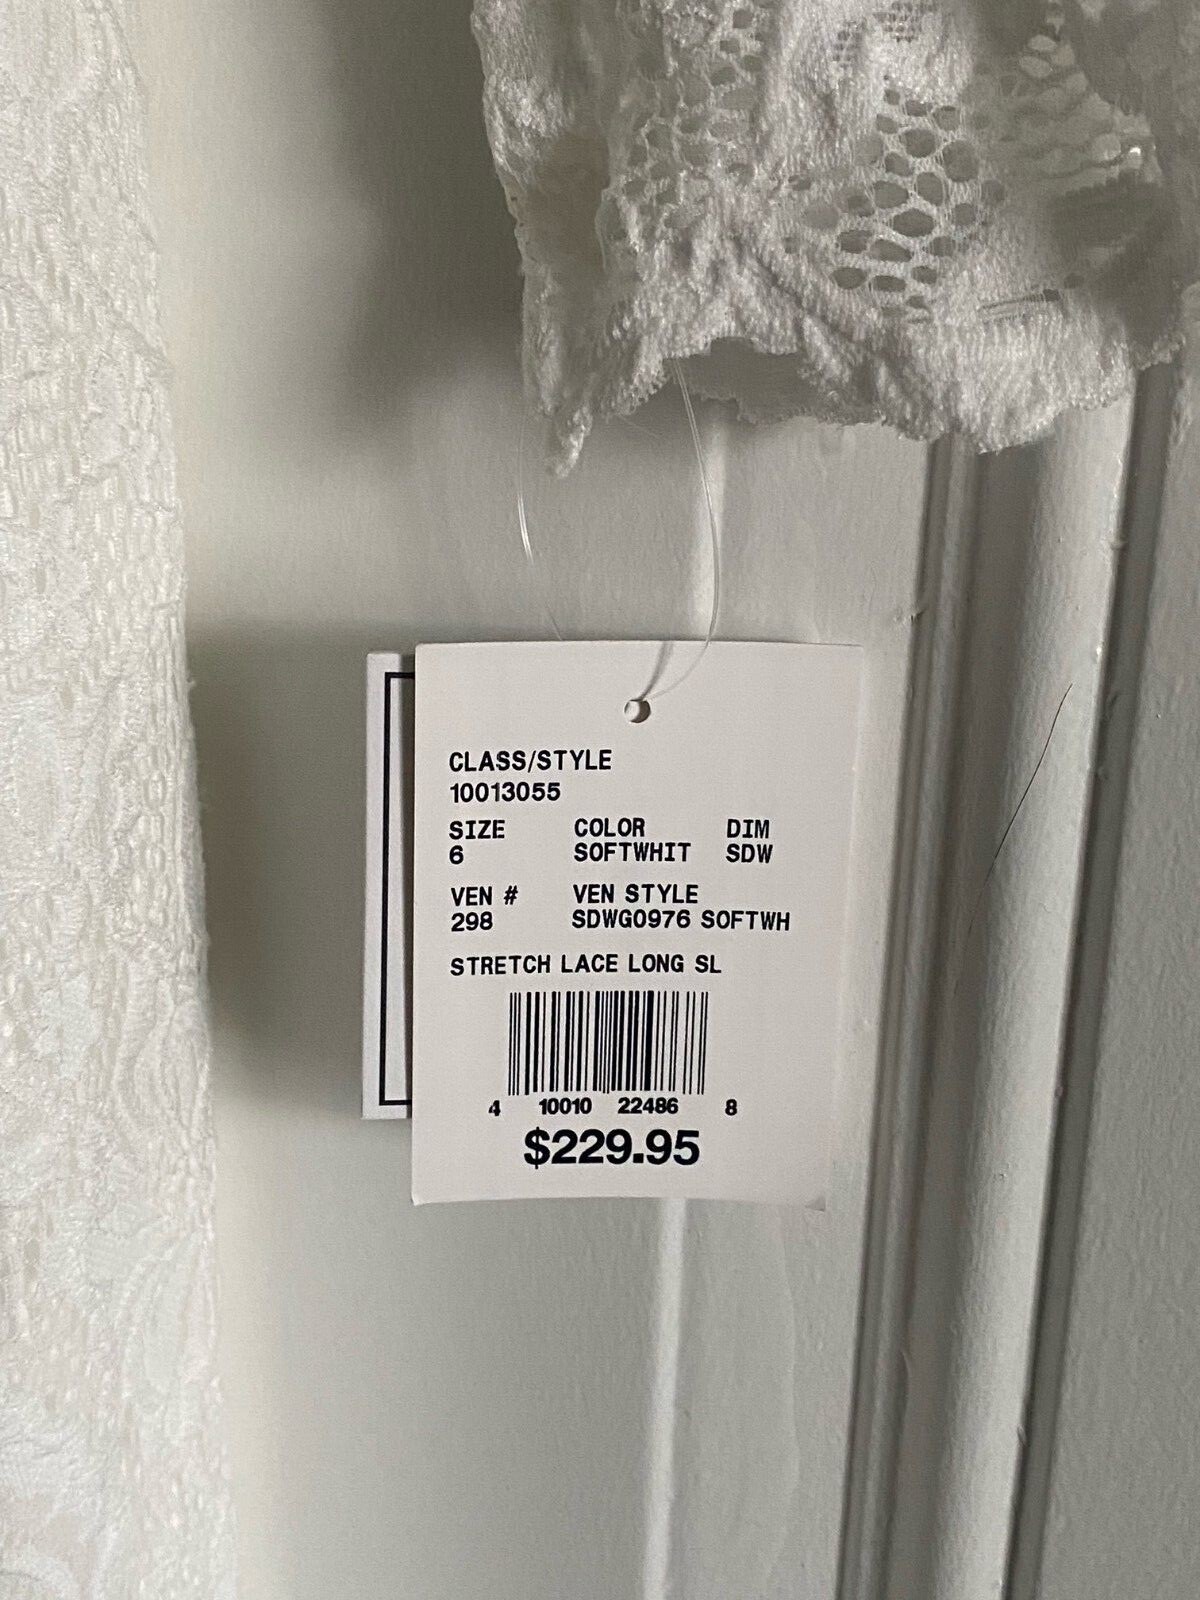 CLASS/STYLE
10013055
SIZE COLOR DIM
6 SOFTWHIT SDW
VEN # VEN STYLE
298 SDWG0976 SOFTWH
STRETCH LACE LONG SL
4 10010 22486 8
$229.95